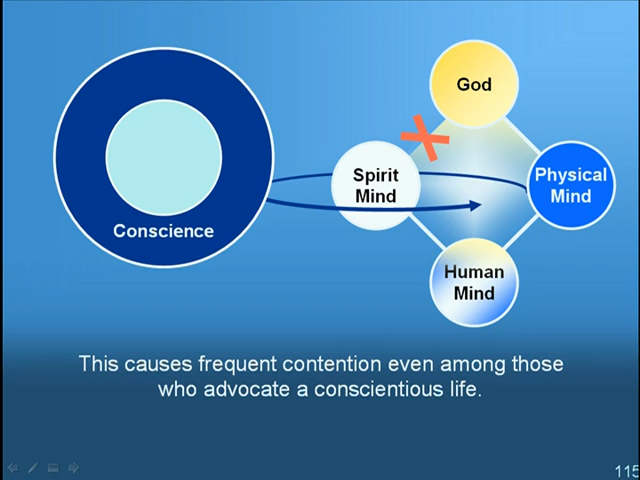 God
Spirit
Mind
Physical
Mind
Conscience
Human
Mind
This causes frequent contention even among those
who advocate a conscientious life.
115